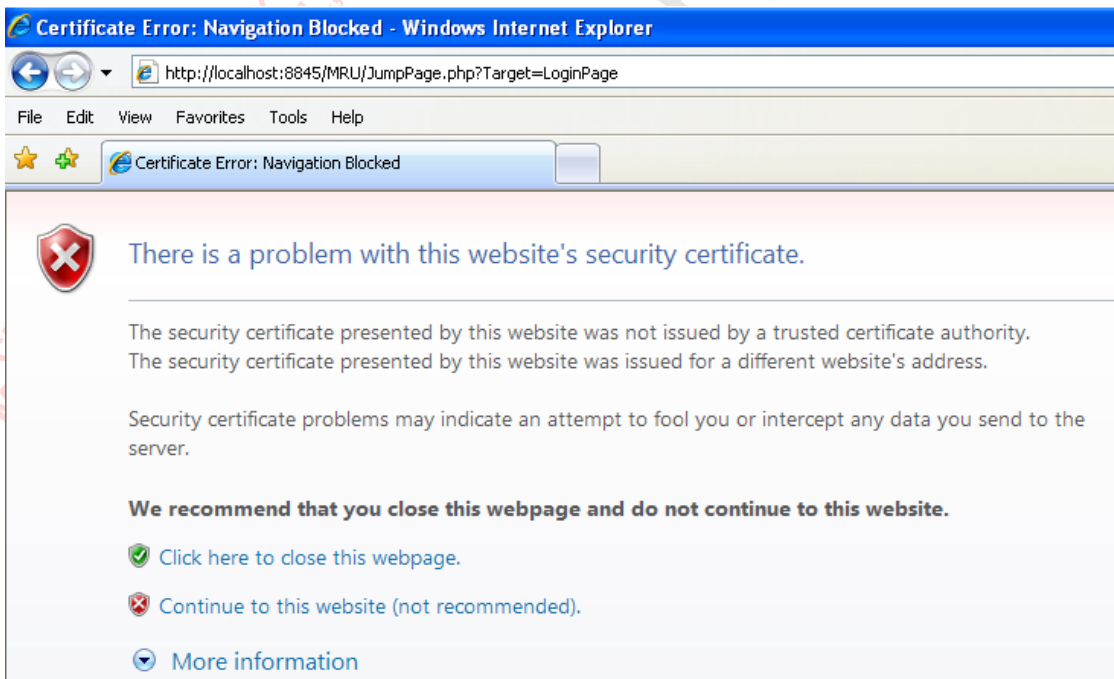 Certificate Error: Navigation Blocked - Windows Internet Explorer
http://localhost:8845/MRU/JumpPage.php?Target=LoginPage
File Edit View Favorites Tools Help
Certificate Error: Navigation Blocked
There is a problem with this website's security certificate.
The security certificate presented by this website was not issued by a trusted certificate authority.
The security certificate presented by this website was issued for a different website's address.
Security certificate problems may indicate an attempt to fool you or intercept any data you send to the
server.
We recommend that you close this webpage and do not continue to this website.
Click here to close this webpage.
Continue to this website (not recommended).
More information